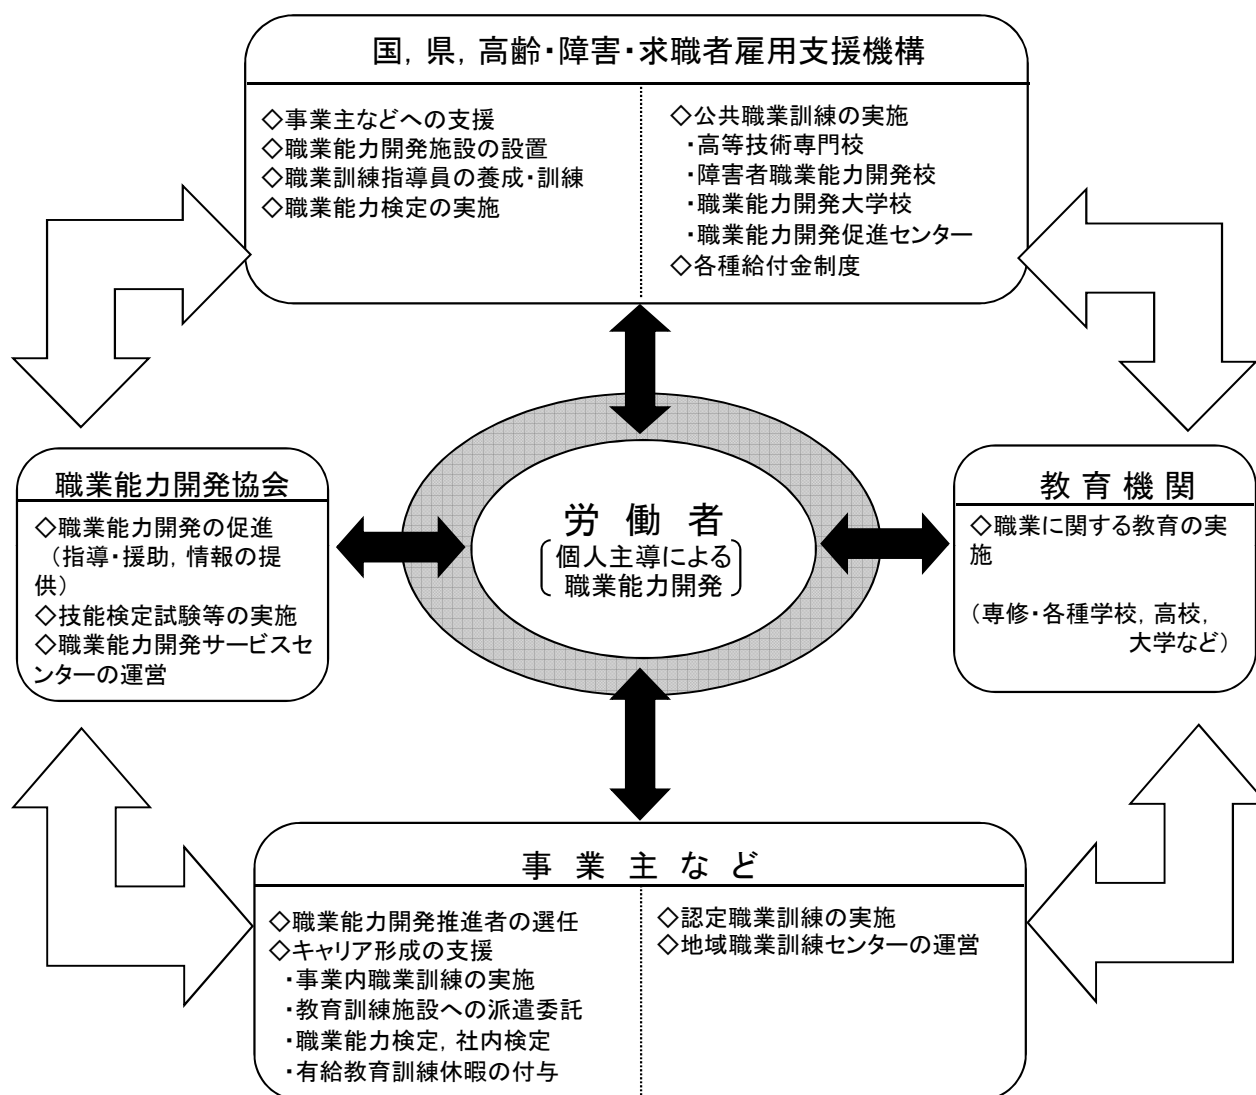 国，県，高齢・障害・求職者雇用支援機構
◇事業主などへの支援
◇職業能力開発施設の設置
◇職業訓練指導員の養成・訓練
◇職業能力検定の実施
◇公共職業訓練の実施
・高等技術専門校
・障害者職業能力開発校
・職業能力開発大学校
・職業能力開発促進センター
◇各種給付金制度
職業能力開発協会
◇職業能力開発の促進
（指導・援助，情報の提
供）
◇技能検定試験等の実施
◇職業能力開発サービスセ
ンターの運営
労働者
個人主導による
職業能力開発
教育機関
◇職業に関する教育の実
施
（専修・各種学校，高校，
大学など）
事業主など
◇職業能力開発推進者の選任
◇キャリア形成の支援
・事業内職業訓練の実施
・教育訓練施設への派遣委託
・職業能力検定，社内検定
・有給教育訓練休暇の付与
◇認定職業訓練の実施
◇地域職業訓練センターの運営